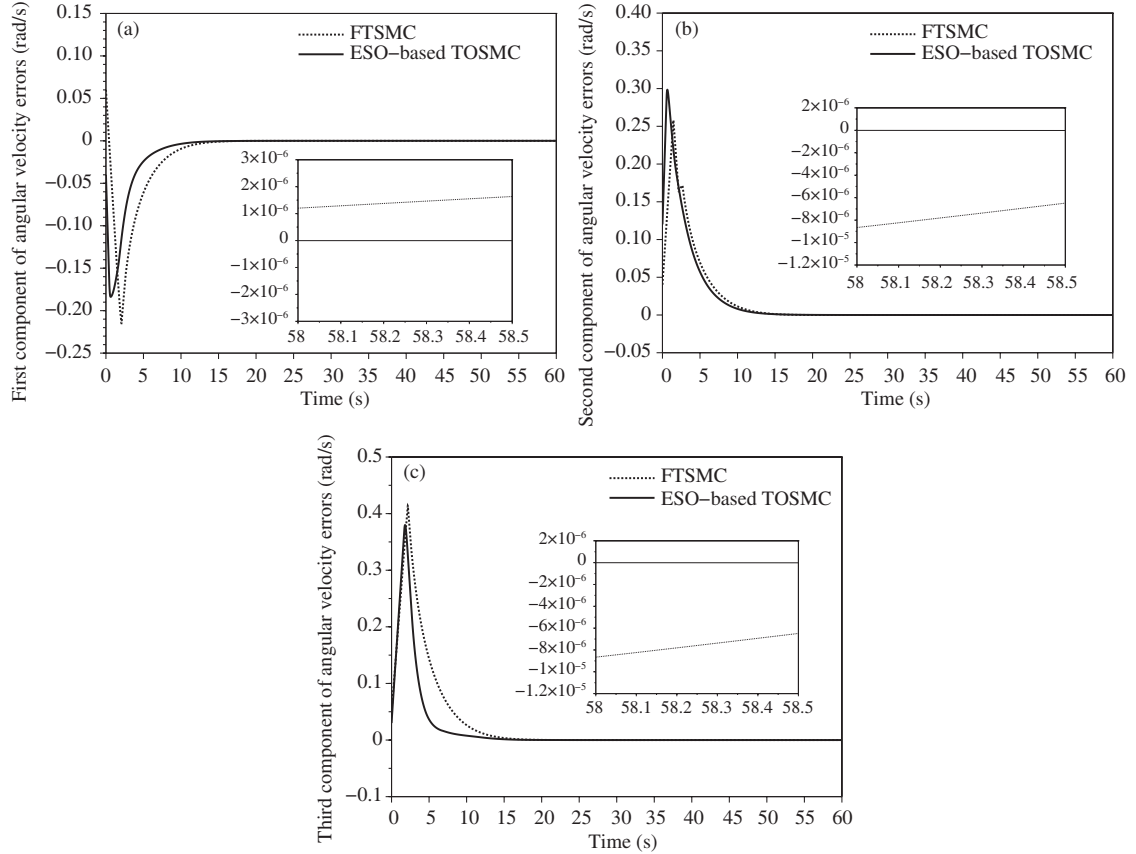 First component of angular velocity errors (rad/s)
(a)
FTSMC
ESO−based TOSMC
0.15
0.10
0.05
0
−0.05
−0.10
−0.15
−0.20
−0.25
3×10⁻⁶
2×10⁻⁶
1×10⁻⁶
0
−1×10⁻⁶
−2×10⁻⁶
−3×10⁻⁶
58 58.1 58.2 58.3 58.4 58.5
0 5 10 15 20 25 30 35 40 45 50 55 60
Time (s)
Second component of angular velocity errors (rad/s)
(b)
FTSMC
ESO−based TOSMC
0.40
0.35
0.30
0.25
0.20
0.15
0.10
0.05
0
−0.05
2×10⁻⁶
0
−2×10⁻⁶
−4×10⁻⁶
−6×10⁻⁶
−8×10⁻⁶
−1×10⁻⁵
−1.2×10⁻⁵
58 58.1 58.2 58.3 58.4 58.5
0 5 10 15 20 25 30 35 40 45 50 55 60
Time (s)
Third component of angular velocity errors (rad/s)
(c)
FTSMC
ESO−based TOSMC
0.5
0.4
0.3
0.2
0.1
0
−0.1
2×10⁻⁶
0
−2×10⁻⁶
−4×10⁻⁶
−6×10⁻⁶
−8×10⁻⁶
−1×10⁻⁵
−1.2×10⁻⁵
58 58.1 58.2 58.3 58.4 58.5
0 5 10 15 20 25 30 35 40 45 50 55 60
Time (s)